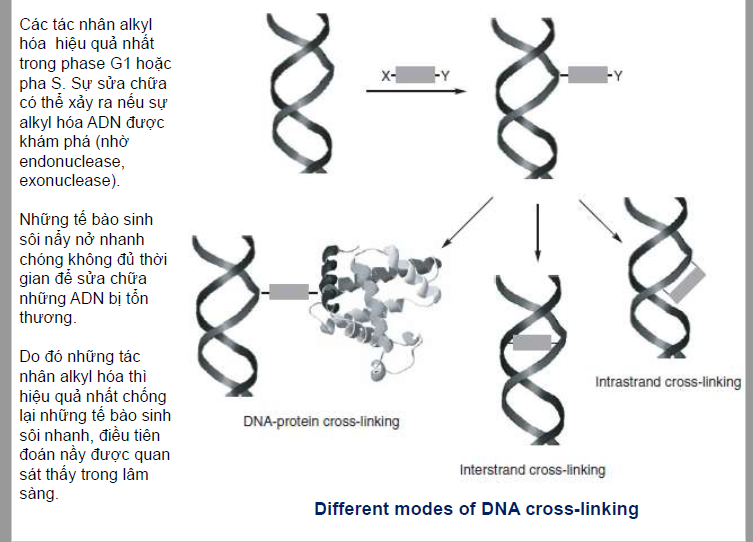 Các tác nhân alkyl
hóa  hiệu quả nhất
trong phase G1 hoặc
pha S. Sự sửa chữa
có thể xảy ra nếu sự
alkyl hóa ADN được
khám phá (nhờ
endonuclease,
exonuclease).
Những tế bào sinh
sôi nẩy nở nhanh
chóng không đủ thời
gian để sửa chữa
những ADN bị tổn
thương.
Do đó những tác
nhân alkyl hóa thì
hiệu quả nhất chống
lại những tế bào sinh
sôi nhanh, điều tiên
đoán nầy được quan
sát thấy trong lâm
sàng.
X
Y
Y
DNA-protein cross-linking
Interstrand cross-linking
Intrastrand cross-linking
Different modes of DNA cross-linking